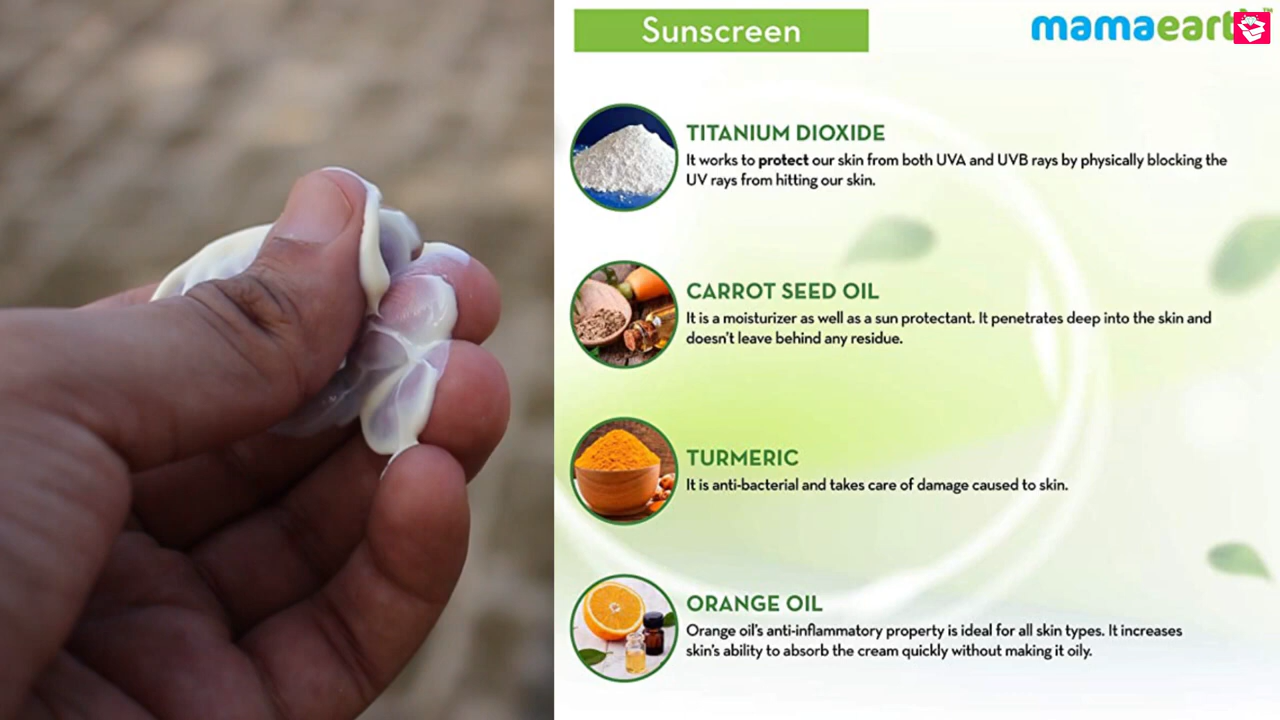 Sunscreen
mamaeart
TM
TITANIUM DIOXIDE
It works to protect our skin from both UVA and UVB rays by physically blocking the
UV rays from hitting our skin.
CARROT SEED OIL
It is a moisturizer as well as a sun protectant. It penetrates deep into the skin and
doesn't leave behind any residue.
TURMERIC
It is anti-bacterial and takes care of damage caused to skin.
ORANGE OIL
Orange oil's anti-inflammatory property is ideal for all skin types. It increases
skin's ability to absorb the cream quickly without making it oily.